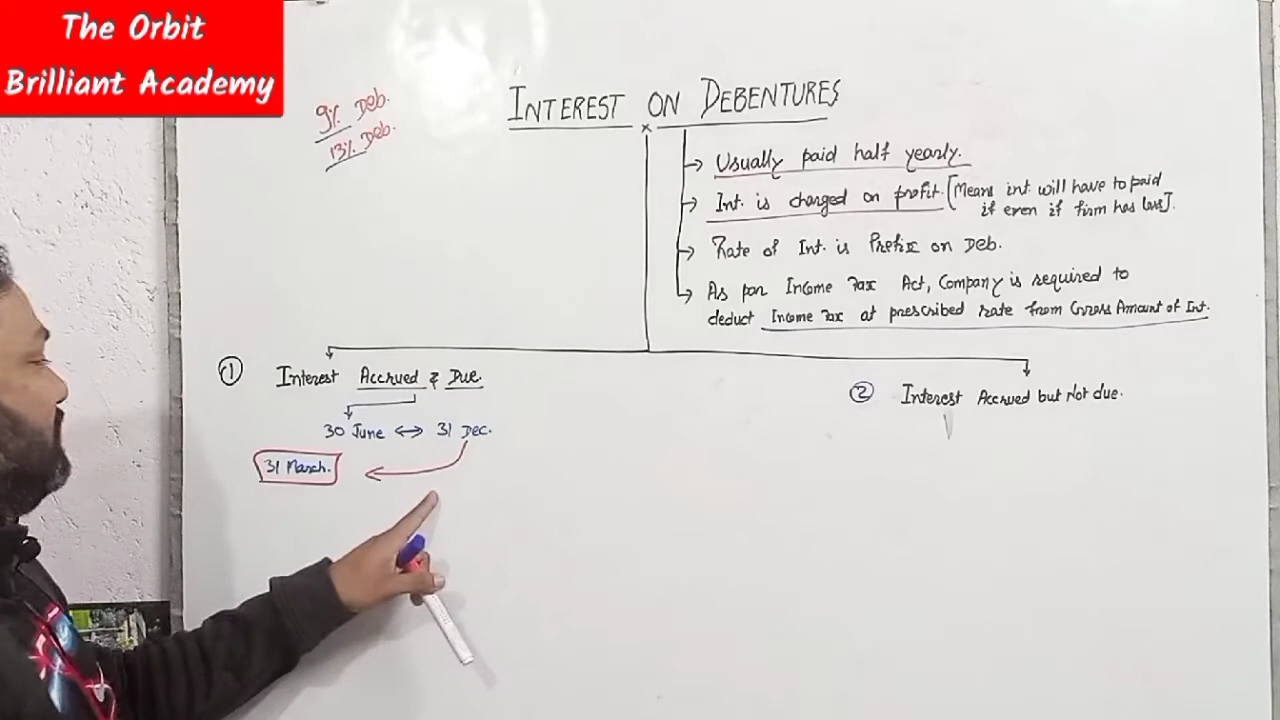 The Orbit
Brilliant Academy
9% Deb.
13% Deb.
INTEREST ON DEBENTURES
Usually paid half yearly.
Int. is charged on profit. [Means int. will have to paid
if even if firm has loss].
Rate of Int. is Prefix on Deb.
As par Income Tax Act, Company is required to
deduct Income Tax at prescribed rate from Gross Amount of Int.
① Interest Accrued & Due.
30 June ↔ 31 Dec.
31 March.
② Interest Accrued but Not due.